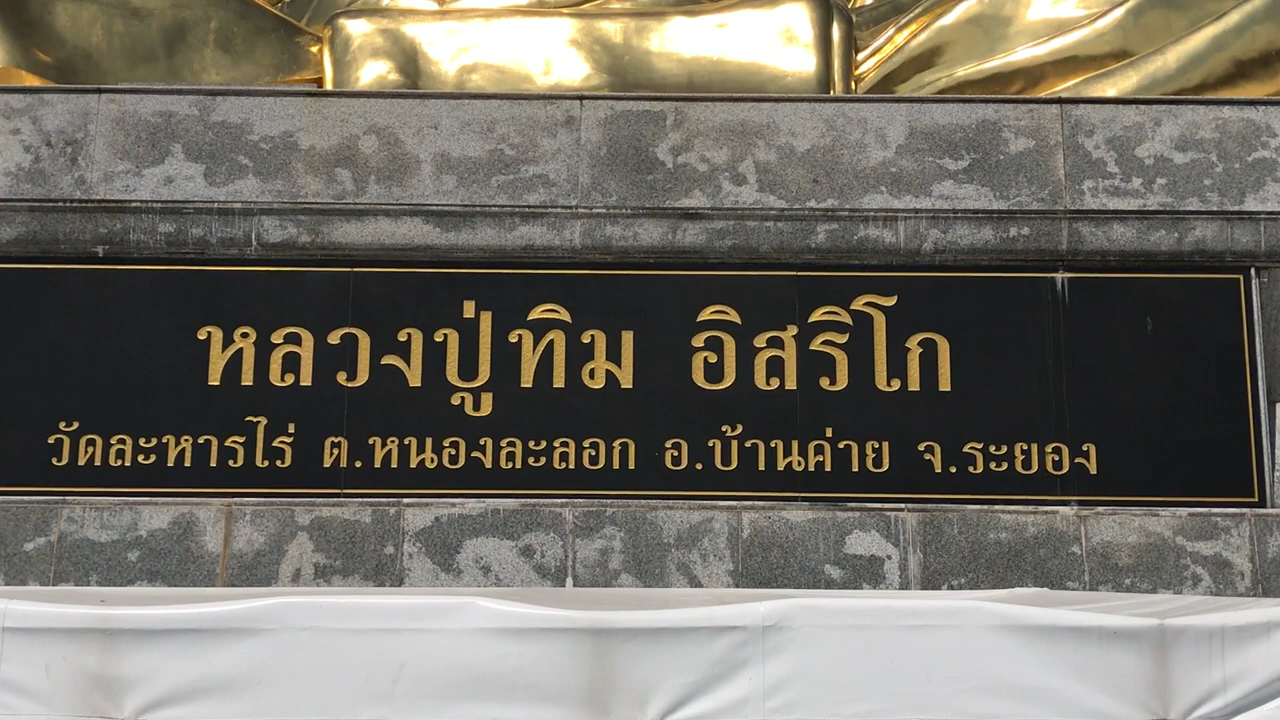 หลวงปู่ทิม อิสริโก
วัดละหารไร่ ต.หนองละลอก อ.บ้านค่าย จ.ระยอง